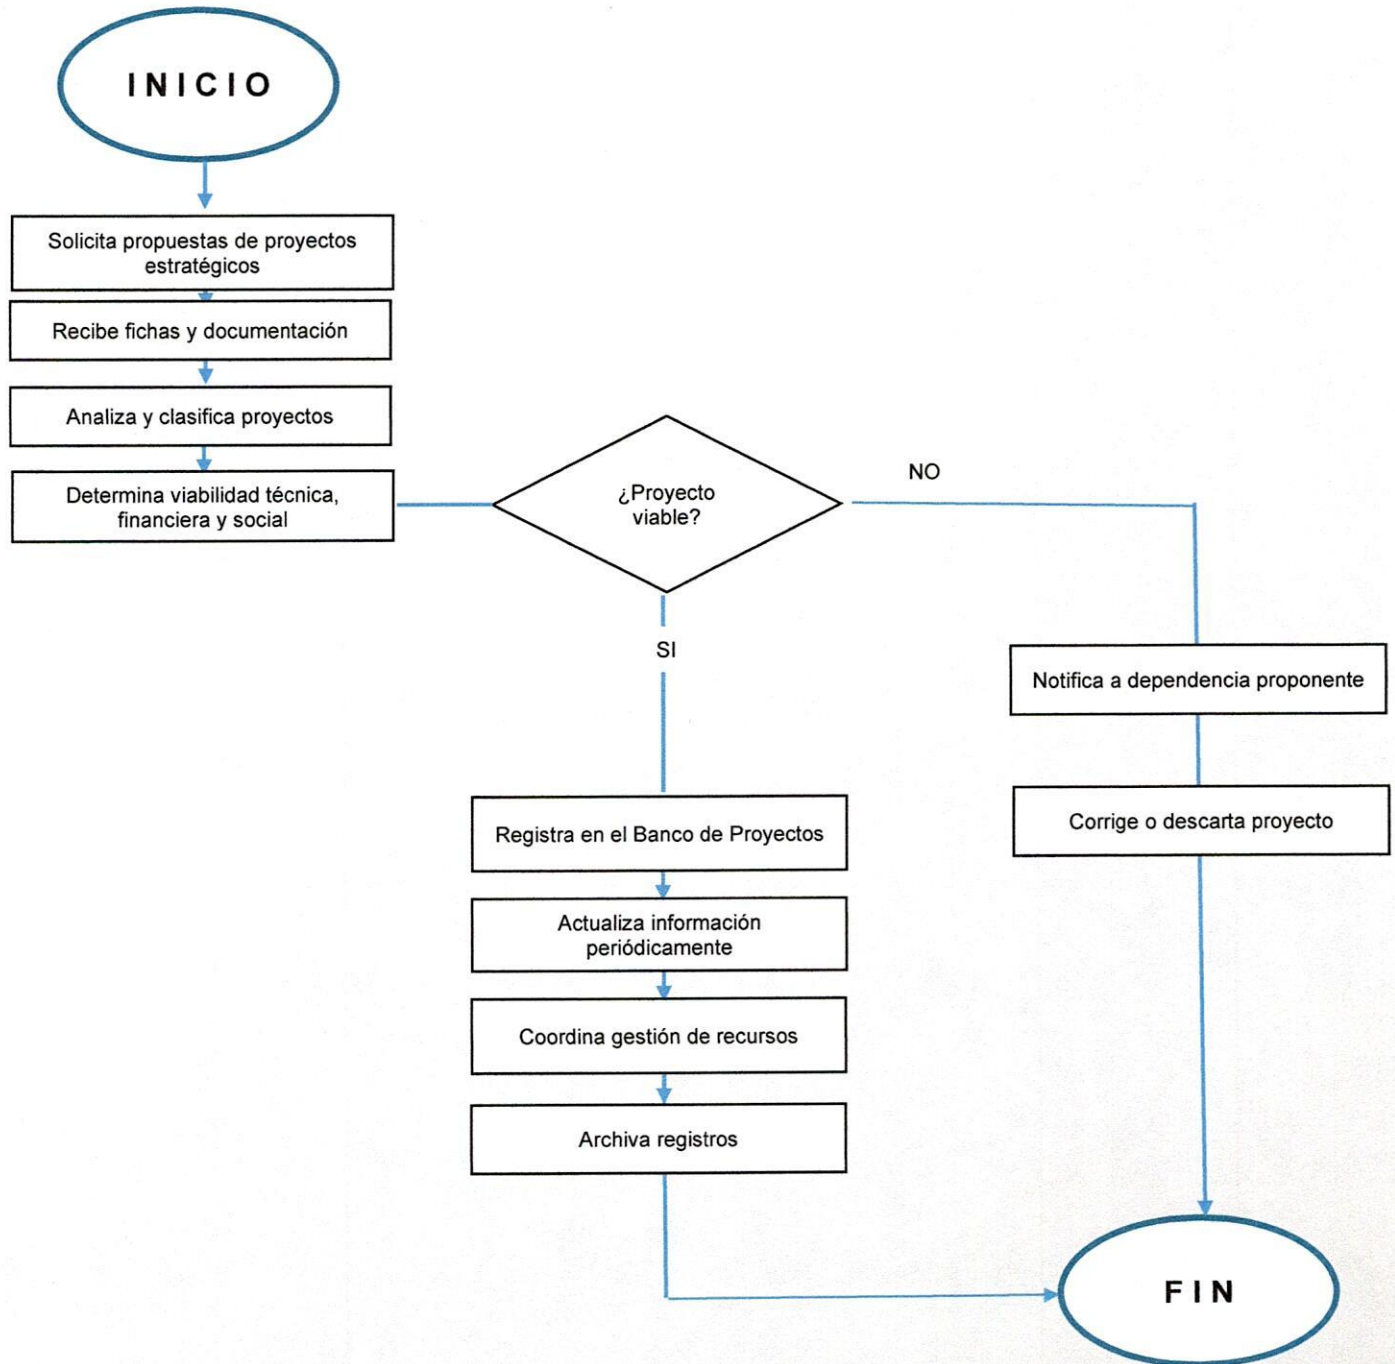 INICIO
Solicita propuestas de proyectos
estratégicos
Recibe fichas y documentación
Analiza y clasifica proyectos
Determina viabilidad técnica,
financiera y social
¿Proyecto
viable?
NO
SI
Notifica a dependencia proponente
Corrige o descarta proyecto
Registra en el Banco de Proyectos
Actualiza información
periódicamente
Coordina gestión de recursos
Archiva registros
FIN